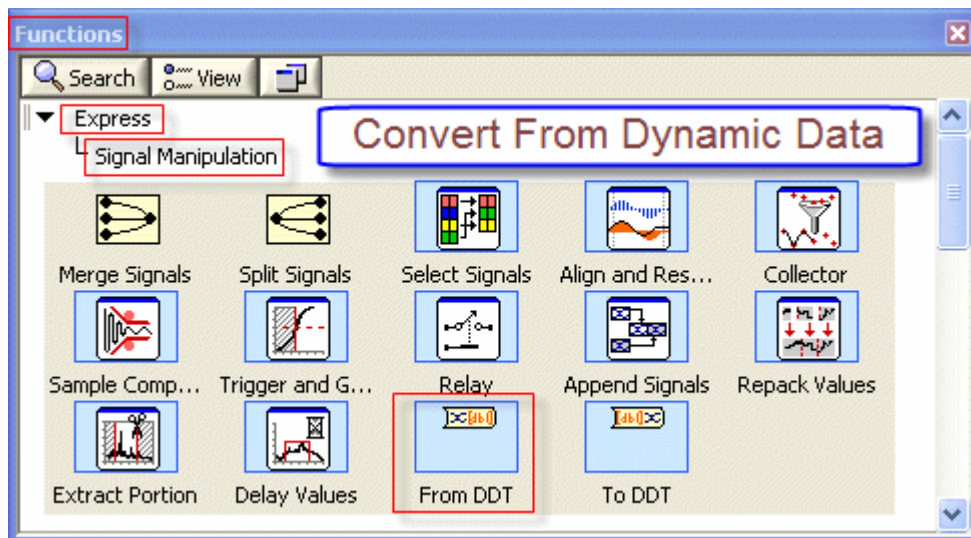 Functions
Search View
Express
Convert From Dynamic Data
Signal Manipulation
Merge Signals Split Signals Select Signals Align and Res... Collector
Sample Comp... Trigger and G... Relay Append Signals Repack Values
Extract Portion Delay Values From DDT To DDT